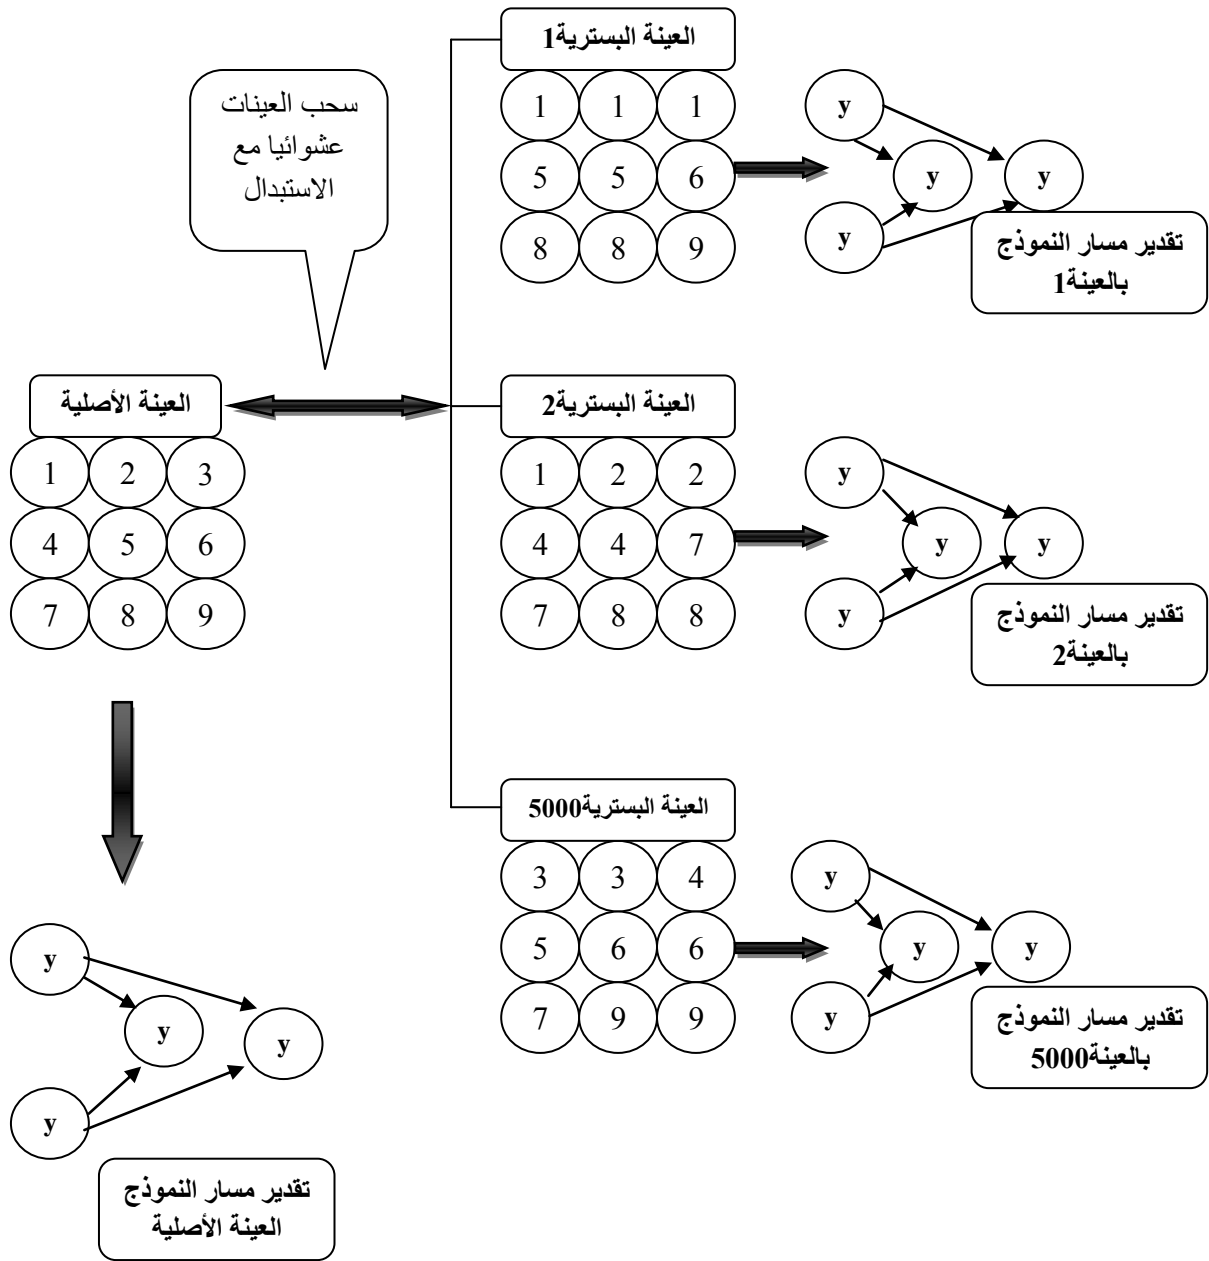 العينة البسترية1
1 1 1
5 5 6
8 8 9
y
y
y
y
تقدير مسار النموذج
بالعينة1
سحب العينات
عشوائيا مع
الاستبدال
العينة الأصلية
1 2 3
4 5 6
7 8 9
العينة البسترية2
1 2 2
4 4 7
7 8 8
y
y
y
y
تقدير مسار النموذج
بالعينة2
العينة البسترية5000
3 3 4
5 6 6
7 9 9
y
y
y
y
تقدير مسار النموذج
بالعينة5000
y
y
y
y
تقدير مسار النموذج
العينة الأصلية